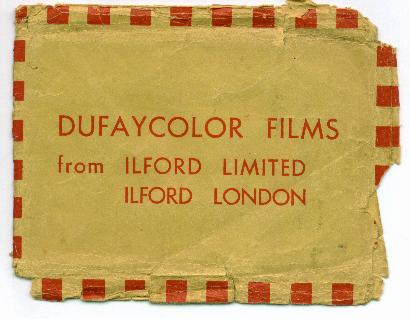 DUFAYCOLOR FILMS
from ILFORD LIMITED
ILFORD LONDON